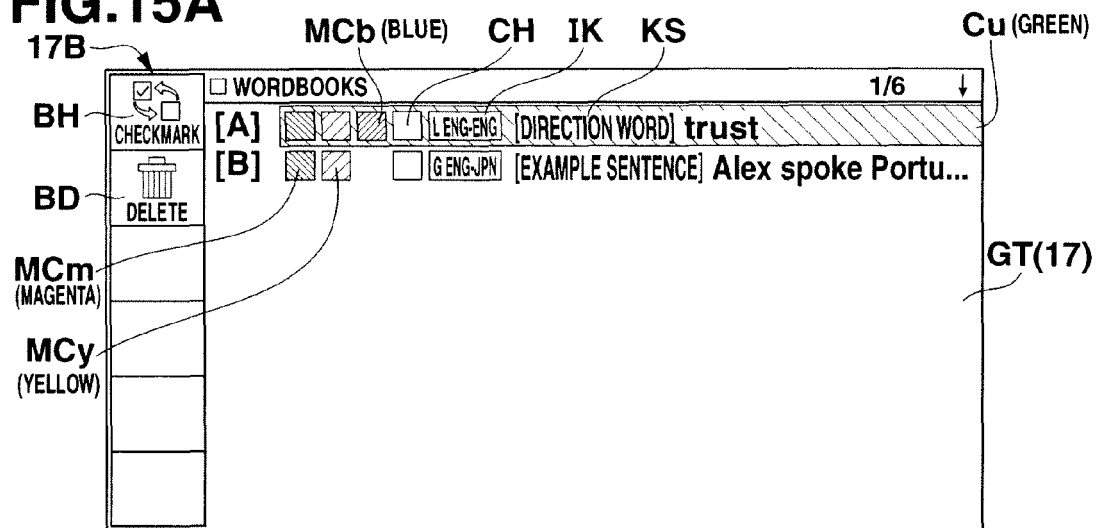 FIG.15A
17B
MCb (BLUE) CH IK KS Cu (GREEN)
BH
CHECKMARK
□ WORDBOOKS 1/6 ↓
[A] L ENG-ENG [DIRECTION WORD] trust
[B] G ENG-JPN [EXAMPLE SENTENCE] Alex spoke Portu...
BD
DELETE
MCm
(MAGENTA)
GT(17)
MCy
(YELLOW)